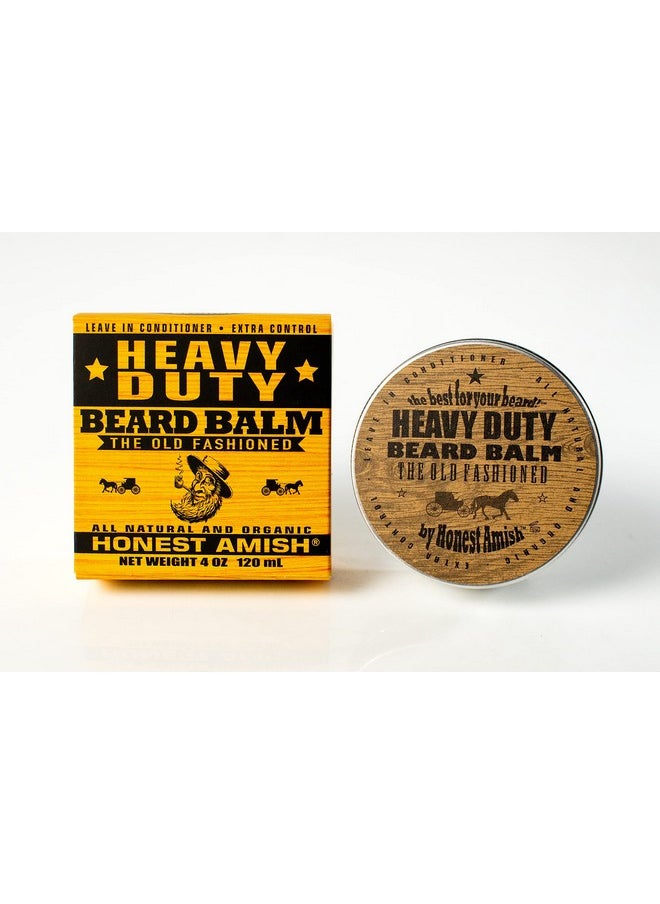 LEAVE IN CONDITIONER • EXTRA CONTROL
HEAVY
DUTY
BEARD BALM
THE OLD FASHIONED
ALL NATURAL AND ORGANIC
HONEST AMISH®
NET WEIGHT 4 OZ 120 mL
LEAVE IN CONDITIONER
ALL NATURAL AND ORGANIC
the best for your beard!
HEAVY DUTY
BEARD BALM
THE OLD FASHIONED
by Honest Amish
EXTRA CONTROL